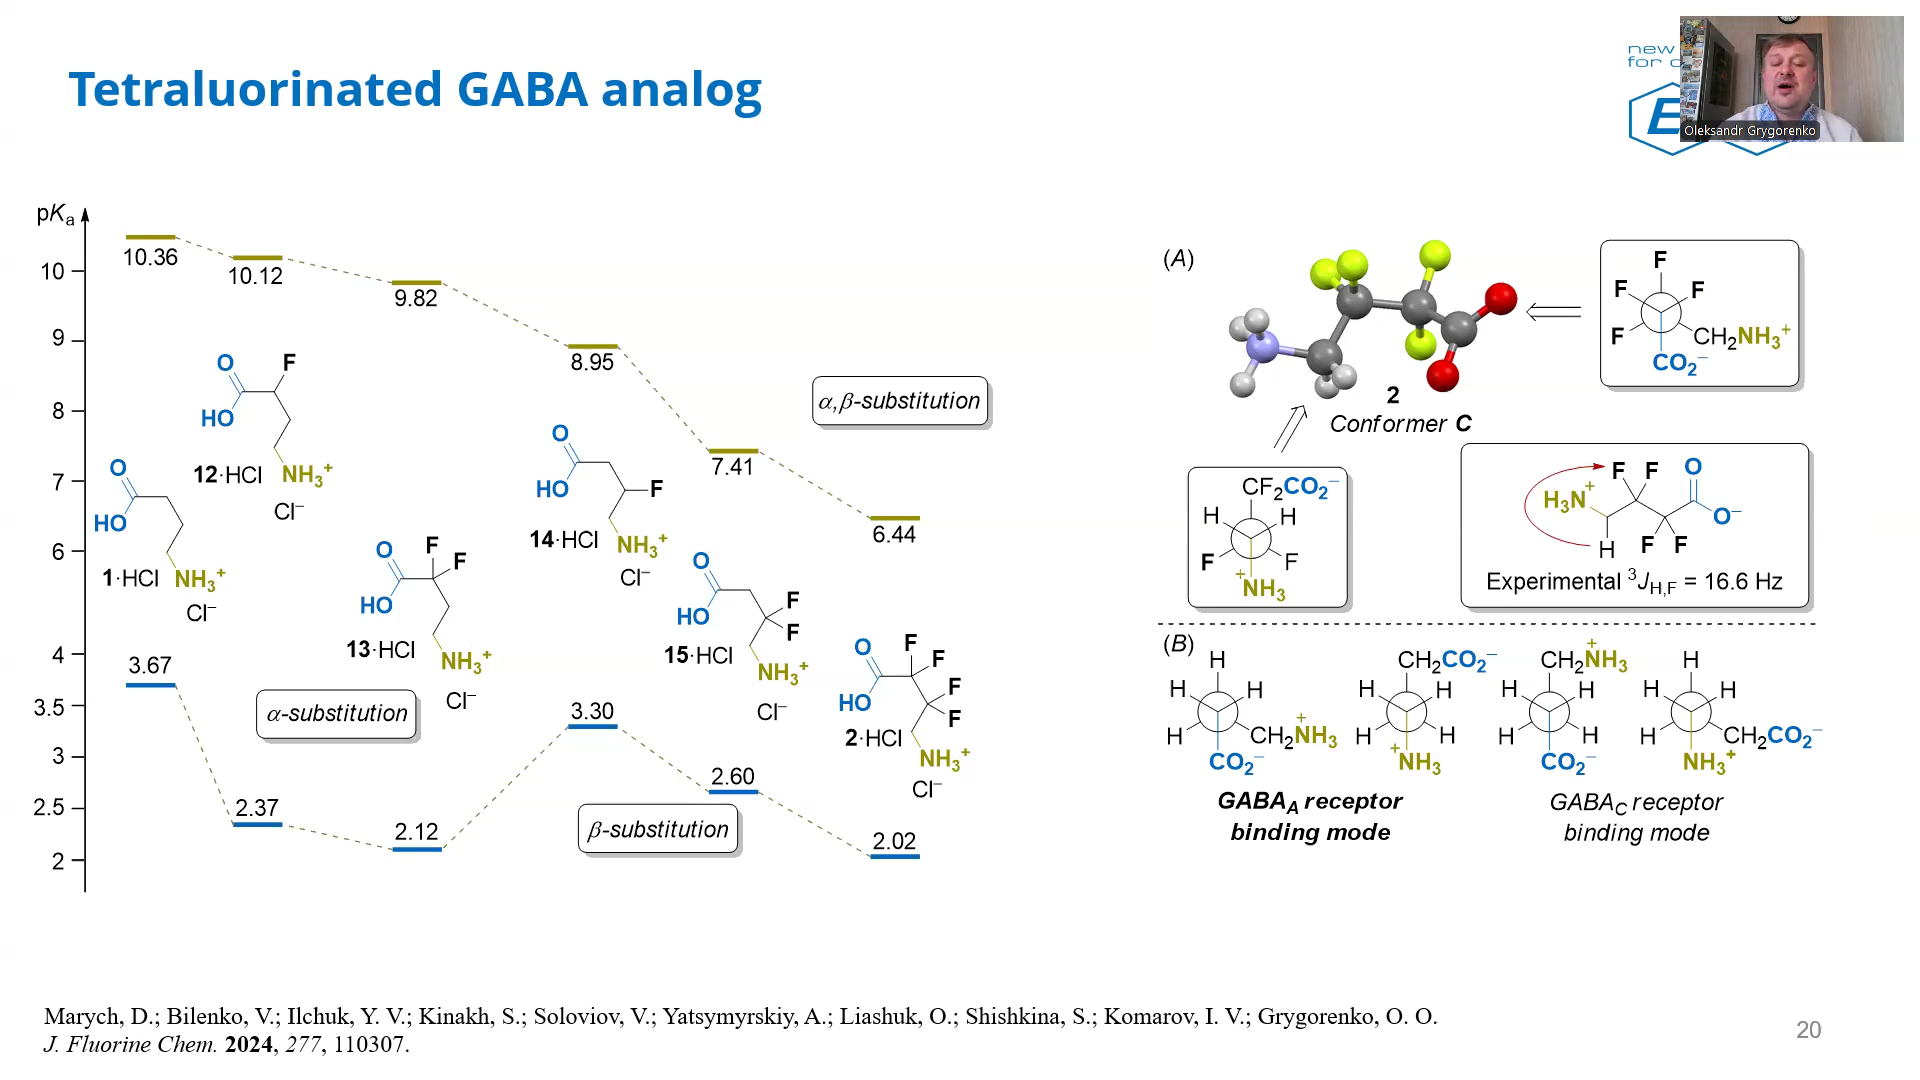 Tetraluorinated GABA analog
new
for
E
Oleksandr Grygorenko
pKa
10
9
8
7
6
4
3.5
3
2.5
2
10.36
10.12
9.82
8.95
7.41
6.44
3.67
2.37
2.12
3.30
2.60
2.02
O
HO
1·HCl
NH3+
Cl–
O
F
HO
12·HCl
NH3+
Cl–
O
F
F
HO
13·HCl
NH3+
Cl–
O
HO
F
14·HCl
NH3+
Cl–
O
HO
F
F
15·HCl
NH3+
Cl–
O
F
F
F
F
HO
2·HCl
NH3+
Cl–
α-substitution
β-substitution
α,β-substitution
(A)
2
Conformer C
F
F
F
F
CH2NH3+
CO2–
CF2CO2–
H
H
F
F
+
NH3
F
F
O
+
H3N
O–
H
F
F
Experimental 3JH,F = 16.6 Hz
(B)
H
H
H
H
+
CH2NH3
CO2–
CH2CO2–
H
H
H
H
+
NH3
GABAA receptor
binding mode
+
CH2NH3
H
H
H
H
CO2–
H
H
H
H
CH2CO2–
NH3+
GABAC receptor
binding mode
Marych, D.; Bilenko, V.; Ilchuk, Y. V.; Kinakh, S.; Soloviov, V.; Yatsymyrskiy, A.; Liashuk, O.; Shishkina, S.; Komarov, I. V.; Grygorenko, O. O.
J. Fluorine Chem. 2024, 277, 110307.
20